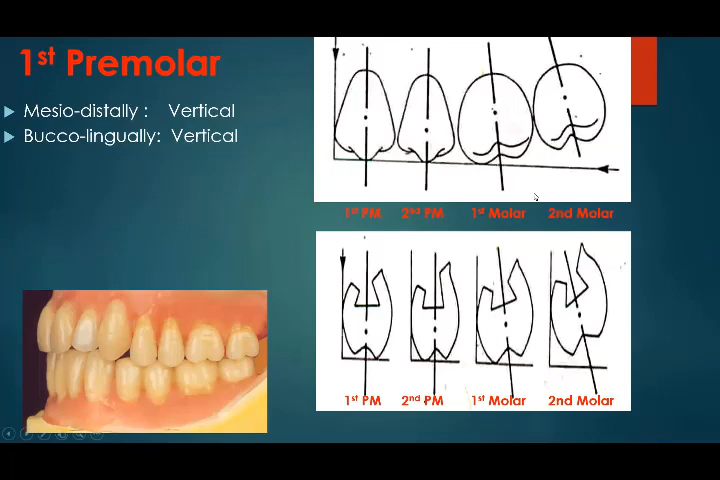 1st Premolar
Mesio-distally : Vertical
Bucco-lingually: Vertical
1st PM 2nd PM 1st Molar 2nd Molar
1st PM 2nd PM 1st Molar 2nd Molar